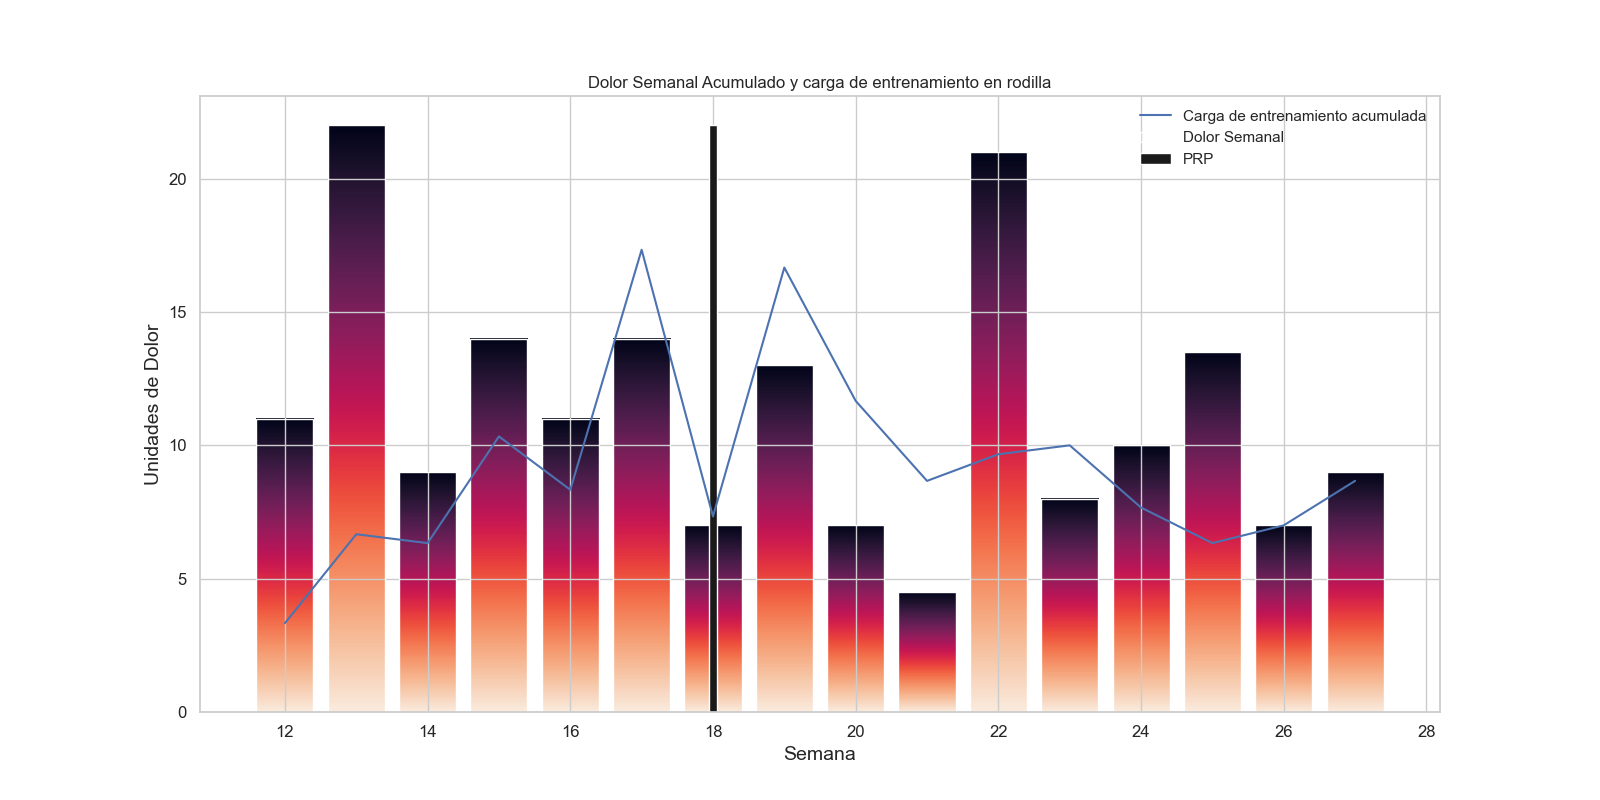 Dolor Semanal Acumulado y carga de entrenamiento en rodilla
Carga de entrenamiento acumulada
Dolor Semanal
PRP
Unidades de Dolor
20
15
10
5
0
12 14 16 18 20 22 24 26 28
Semana